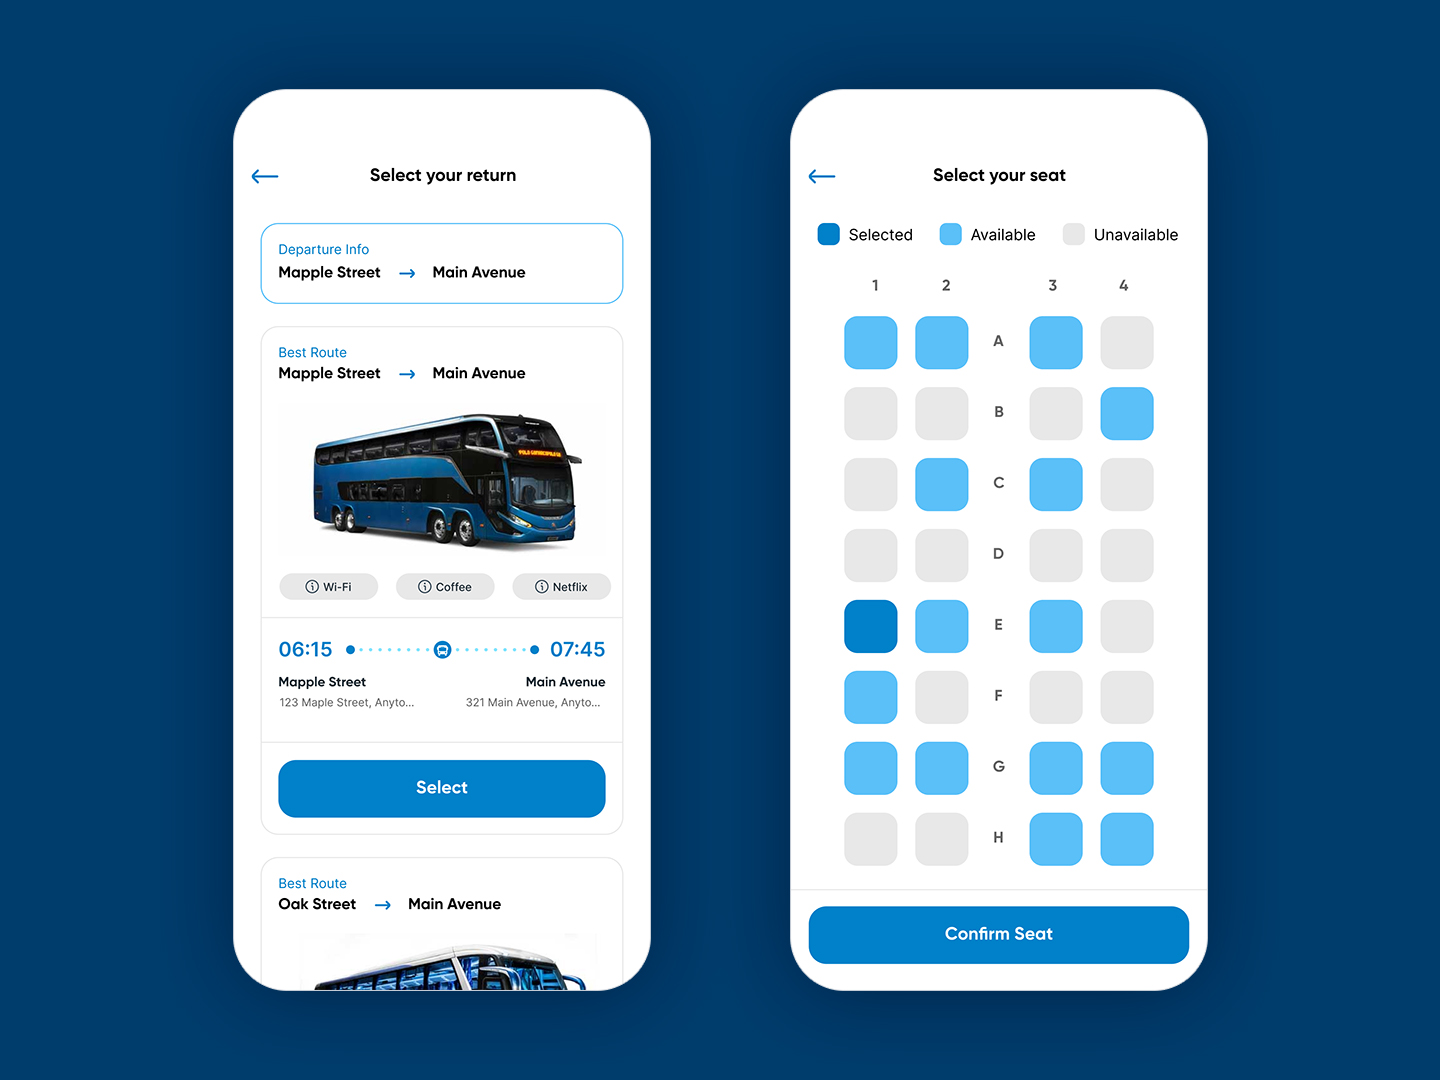 Select your return
Departure Info
Mapple Street → Main Avenue
Best Route
Mapple Street → Main Avenue
Wi-Fi Coffee Netflix
06:15 07:45
Mapple Street Main Avenue
123 Maple Street, Anyto... 321 Main Avenue, Anyto...
Select
Best Route
Oak Street → Main Avenue
Select your seat
Selected Available Unavailable
1 2 3 4
A
B
C
D
E
F
G
H
Confirm Seat